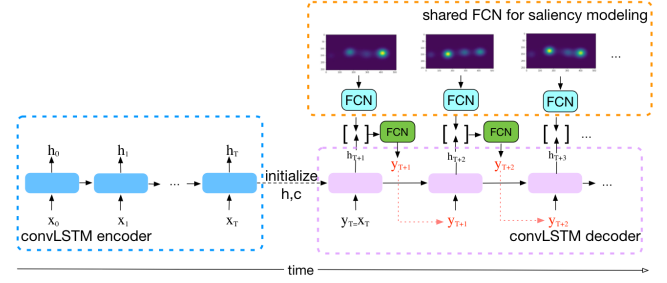 shared FCN for saliency modeling
...
FCN FCN FCN
[ ] FCN [ ] FCN [ ] ...
h0 h1 hT hT+1 hT+2 hT+3
yT+1 yT+2
... initialize ...
h,c
x0 x1 xT yT=xT yT+1 yT+2
convLSTM encoder convLSTM decoder
time